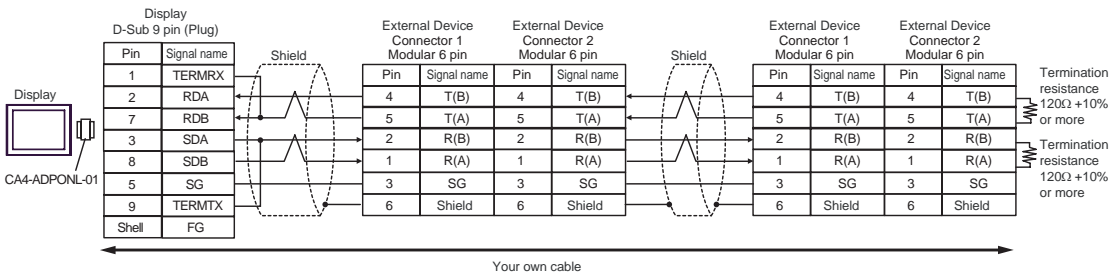 Display
D-Sub 9 pin (Plug)
Pin Signal name
1 TERMRX
2 RDA
7 RDB
3 SDA
8 SDB
5 SG
9 TERMTX
Shell FG
Display
CA4-ADPONL-01
Shield
External Device
Connector 1
Modular 6 pin
External Device
Connector 2
Modular 6 pin
Pin Signal name Pin Signal name
4 T(B) 4 T(B)
5 T(A) 5 T(A)
2 R(B) 2 R(B)
1 R(A) 1 R(A)
3 SG 3 SG
6 Shield 6 Shield
Shield
External Device
Connector 1
Modular 6 pin
External Device
Connector 2
Modular 6 pin
Pin Signal name Pin Signal name
4 T(B) 4 T(B)
5 T(A) 5 T(A)
2 R(B) 2 R(B)
1 R(A) 1 R(A)
3 SG 3 SG
6 Shield 6 Shield
Termination
resistance
120Ω +10%
or more
Termination
resistance
120Ω +10%
or more
Your own cable